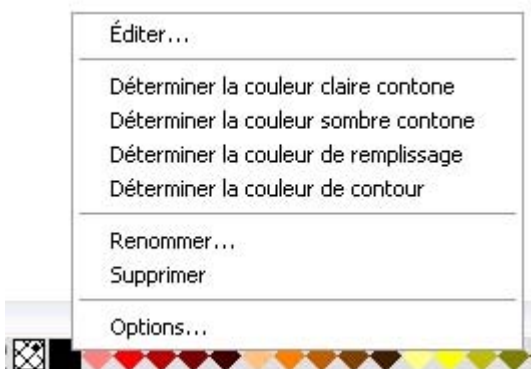 Éditer...
Déterminer la couleur claire contone
Déterminer la couleur sombre contone
Déterminer la couleur de remplissage
Déterminer la couleur de contour
Renommer...
Supprimer
Options...